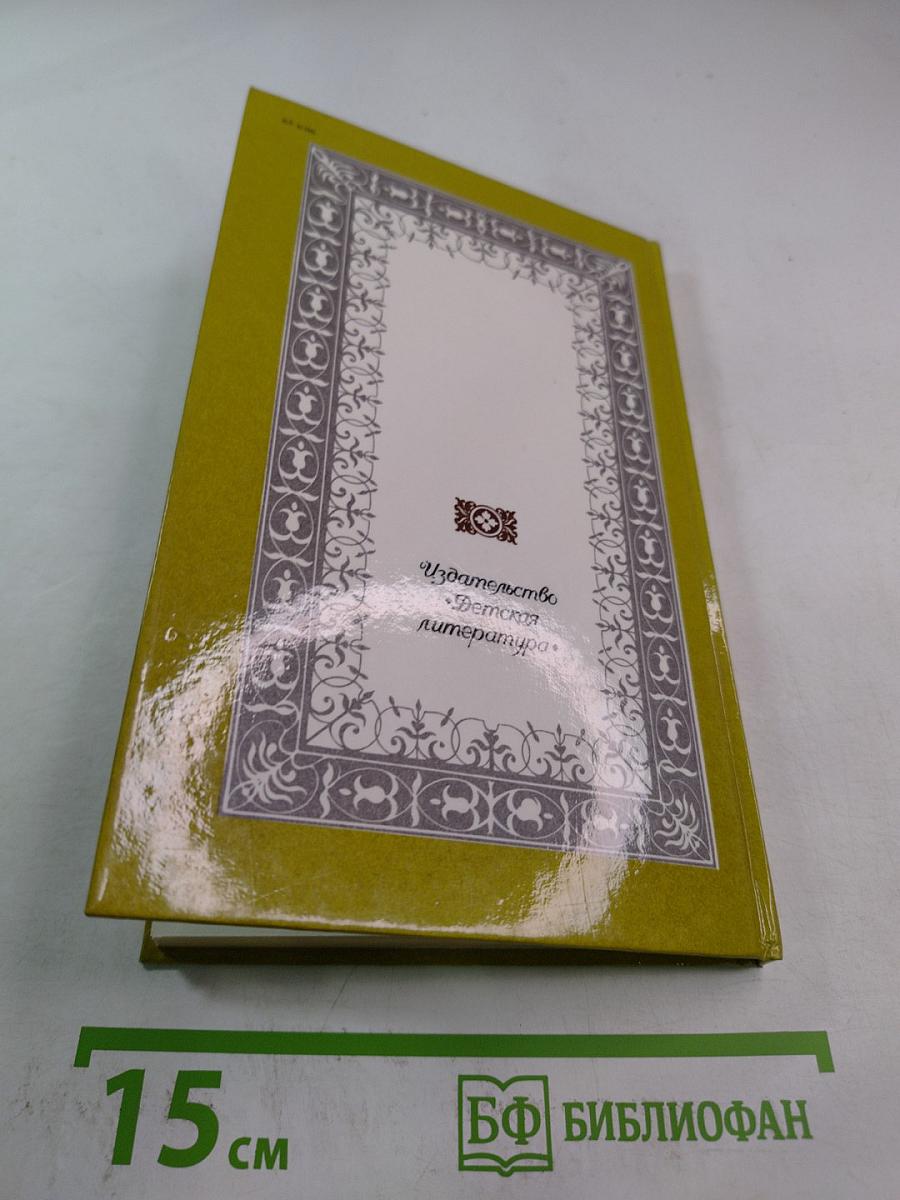 Издательство
«Детская
литература»
15 см
БФ БИБЛИОФАН